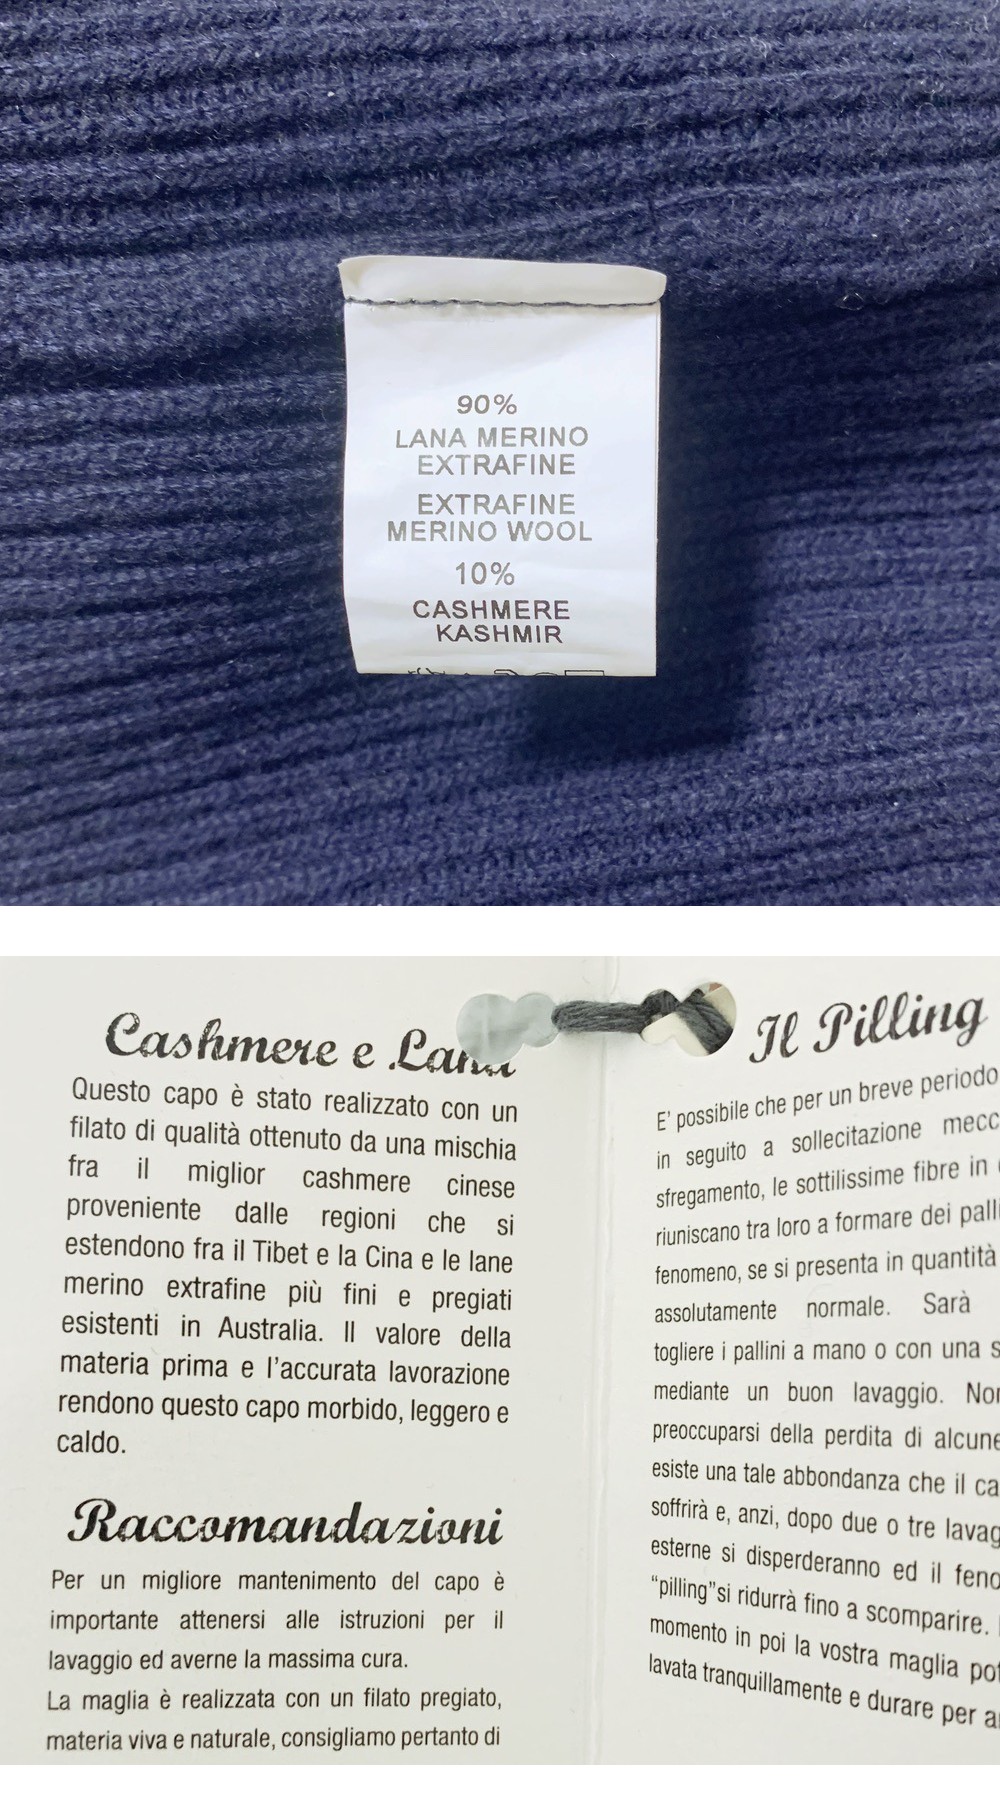 90%
LANA MERINO
EXTRAFINE
EXTRAFINE
MERINO WOOL
10%
CASHMERE
KASHMIR
Cashmere e Lana
Questo capo è stato realizzato con un
filato di qualità ottenuto da una mischia
fra il miglior cashmere cinese
proveniente dalle regioni che si
estendono fra il Tibet e la Cina e le lane
merino extrafine più fini e pregiati
esistenti in Australia. Il valore della
materia prima e l'accurata lavorazione
rendono questo capo morbido, leggero e
caldo.
Raccomandazioni
Per un migliore mantenimento del capo è
importante attenersi alle istruzioni per il
lavaggio ed averne la massima cura.
La maglia è realizzata con un filato pregiato,
materia viva e naturale, consigliamo pertanto di
Il Pilling
E' possibile che per un breve periodo
in seguito a sollecitazione
sfregamento, le sottilissime fibre in
riuniscano tra loro a formare dei
fenomeno, se si presenta in quantità
assolutamente normale. Sarà
togliere i pallini a mano o con una
mediante un buon lavaggio.
preoccuparsi della perdita di alcune
esiste una tale abbondanza che il
soffrirà e, anzi, dopo due o tre
esterne si disperderanno ed il
"pilling"si ridurrà fino a scomparire.
momento in poi la vostra maglia
lavata tranquillamente e durare per